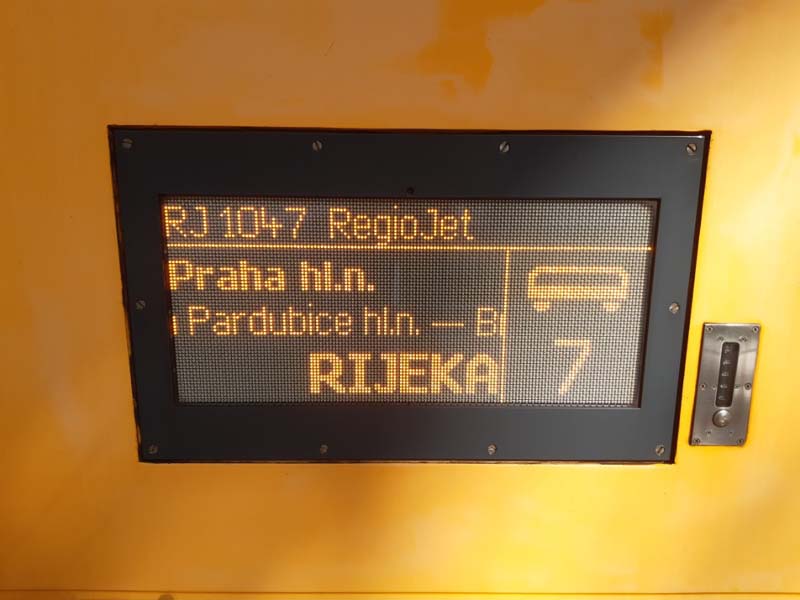 RJ 1047 RegioJet
Praha hl.n.
Pardubice hl.n. — B
RIJEKA
7